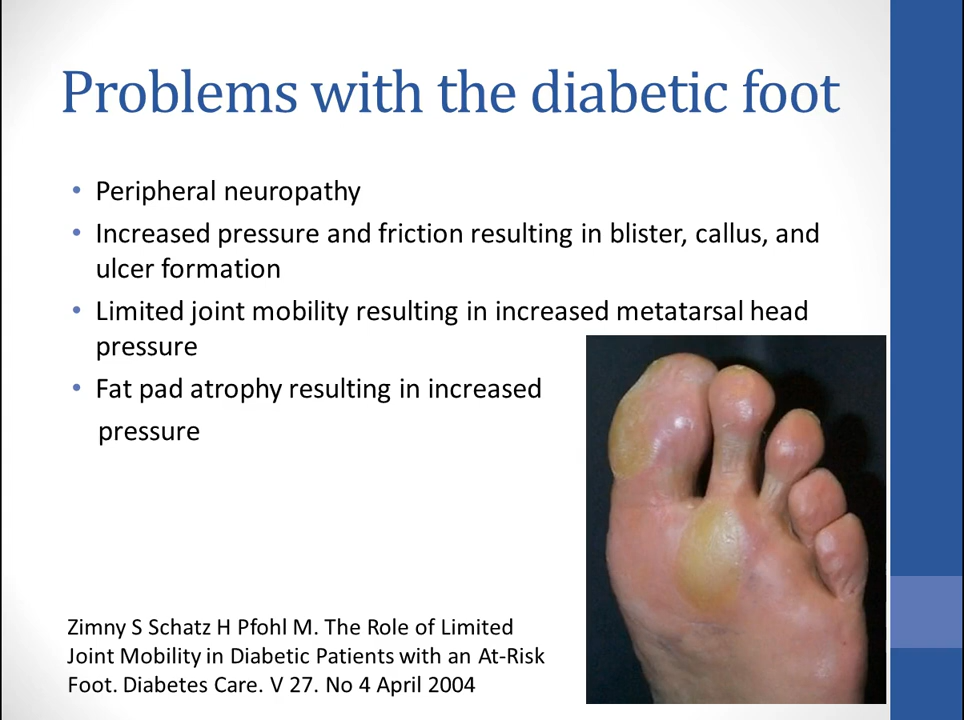 Problems with the diabetic foot
• Peripheral neuropathy
• Increased pressure and friction resulting in blister, callus, and
ulcer formation
• Limited joint mobility resulting in increased metatarsal head
pressure
• Fat pad atrophy resulting in increased
pressure
Zimny S Schatz H Pfohl M. The Role of Limited
Joint Mobility in Diabetic Patients with an At-Risk
Foot. Diabetes Care. V 27. No 4 April 2004